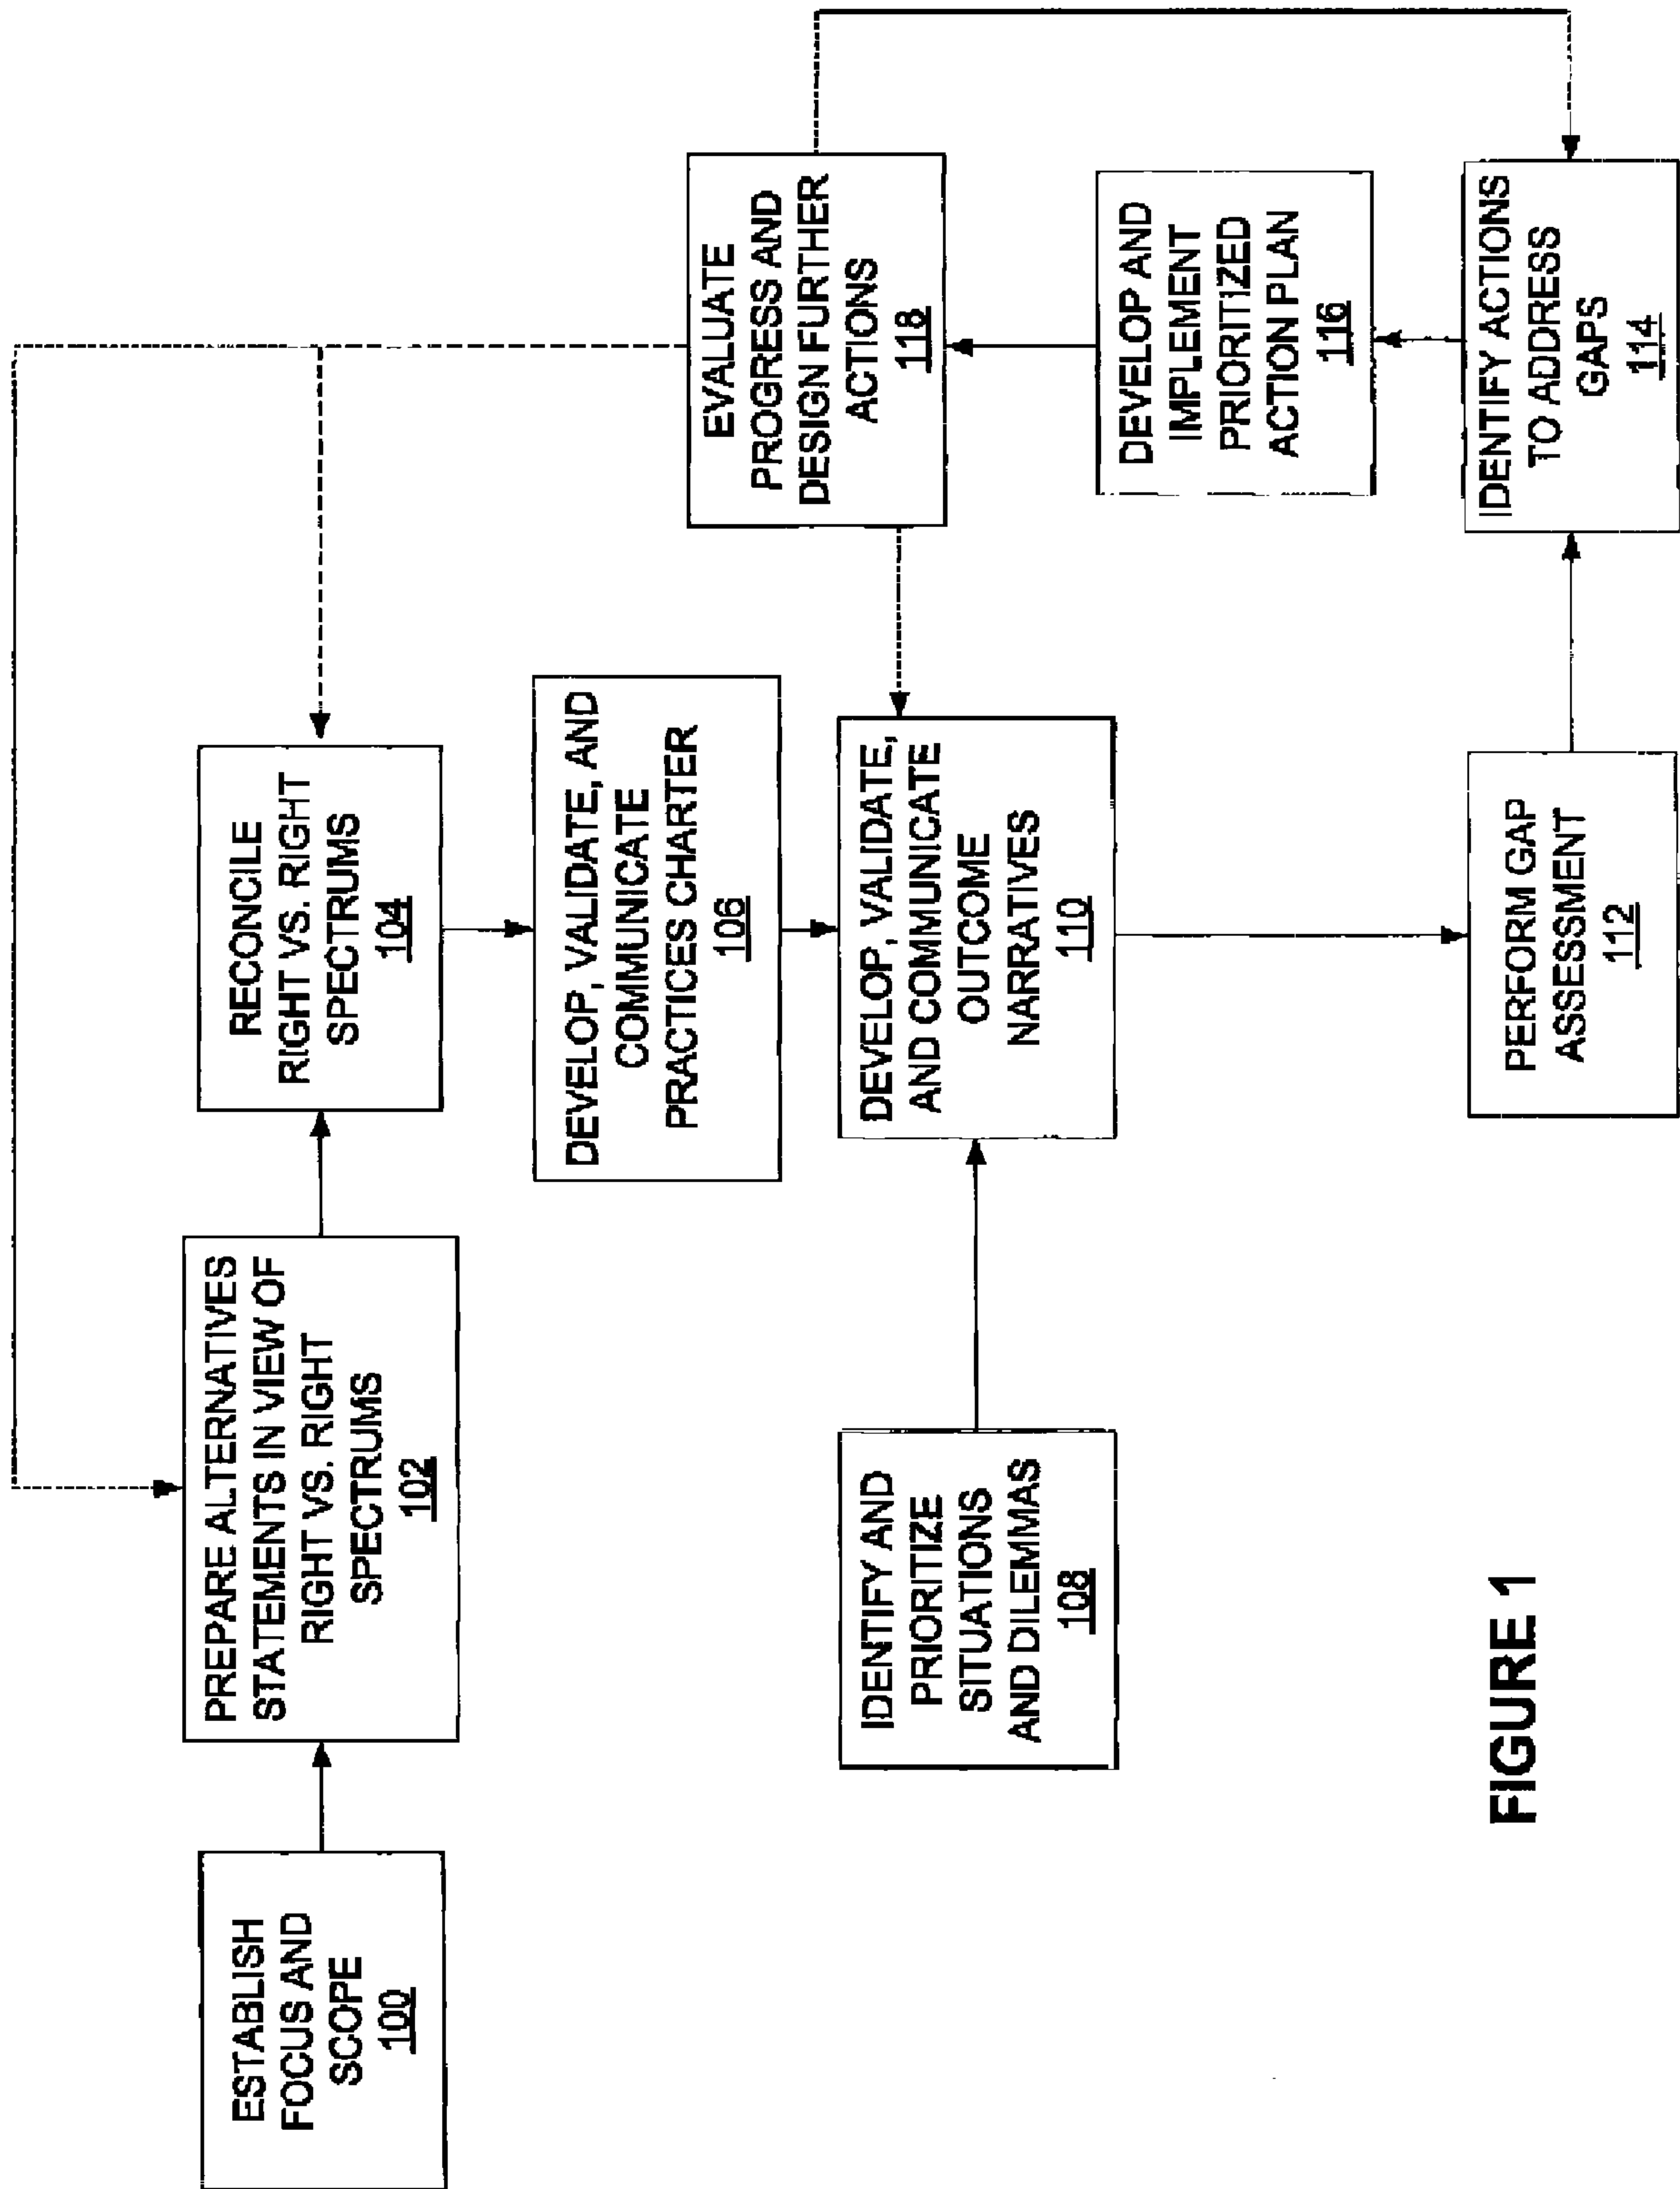 ESTABLISH
FOCUS AND
SCOPE
100
PREPARE ALTERNATIVES
STATEMENTS IN VIEW OF
RIGHT VS. RIGHT
SPECTRUMS
102
RECONCILE
RIGHT VS. RIGHT
SPECTRUMS
104
DEVELOP, VALIDATE, AND
COMMUNICATE
PRACTICES CHARTER
106
IDENTIFY AND
PRIORITIZE
SITUATIONS
AND DILEMMAS
108
DEVELOP, VALIDATE,
AND COMMUNICATE
OUTCOME
NARRATIVES
110
EVALUATE
PROGRESS AND
DESIGN FURTHER
ACTIONS
118
DEVELOP AND
IMPLEMENT
PRIORITIZED
ACTION PLAN
116
PERFORM GAP
ASSESSMENT
112
IDENTIFY ACTIONS
TO ADDRESS
GAPS
114
FIGURE 1